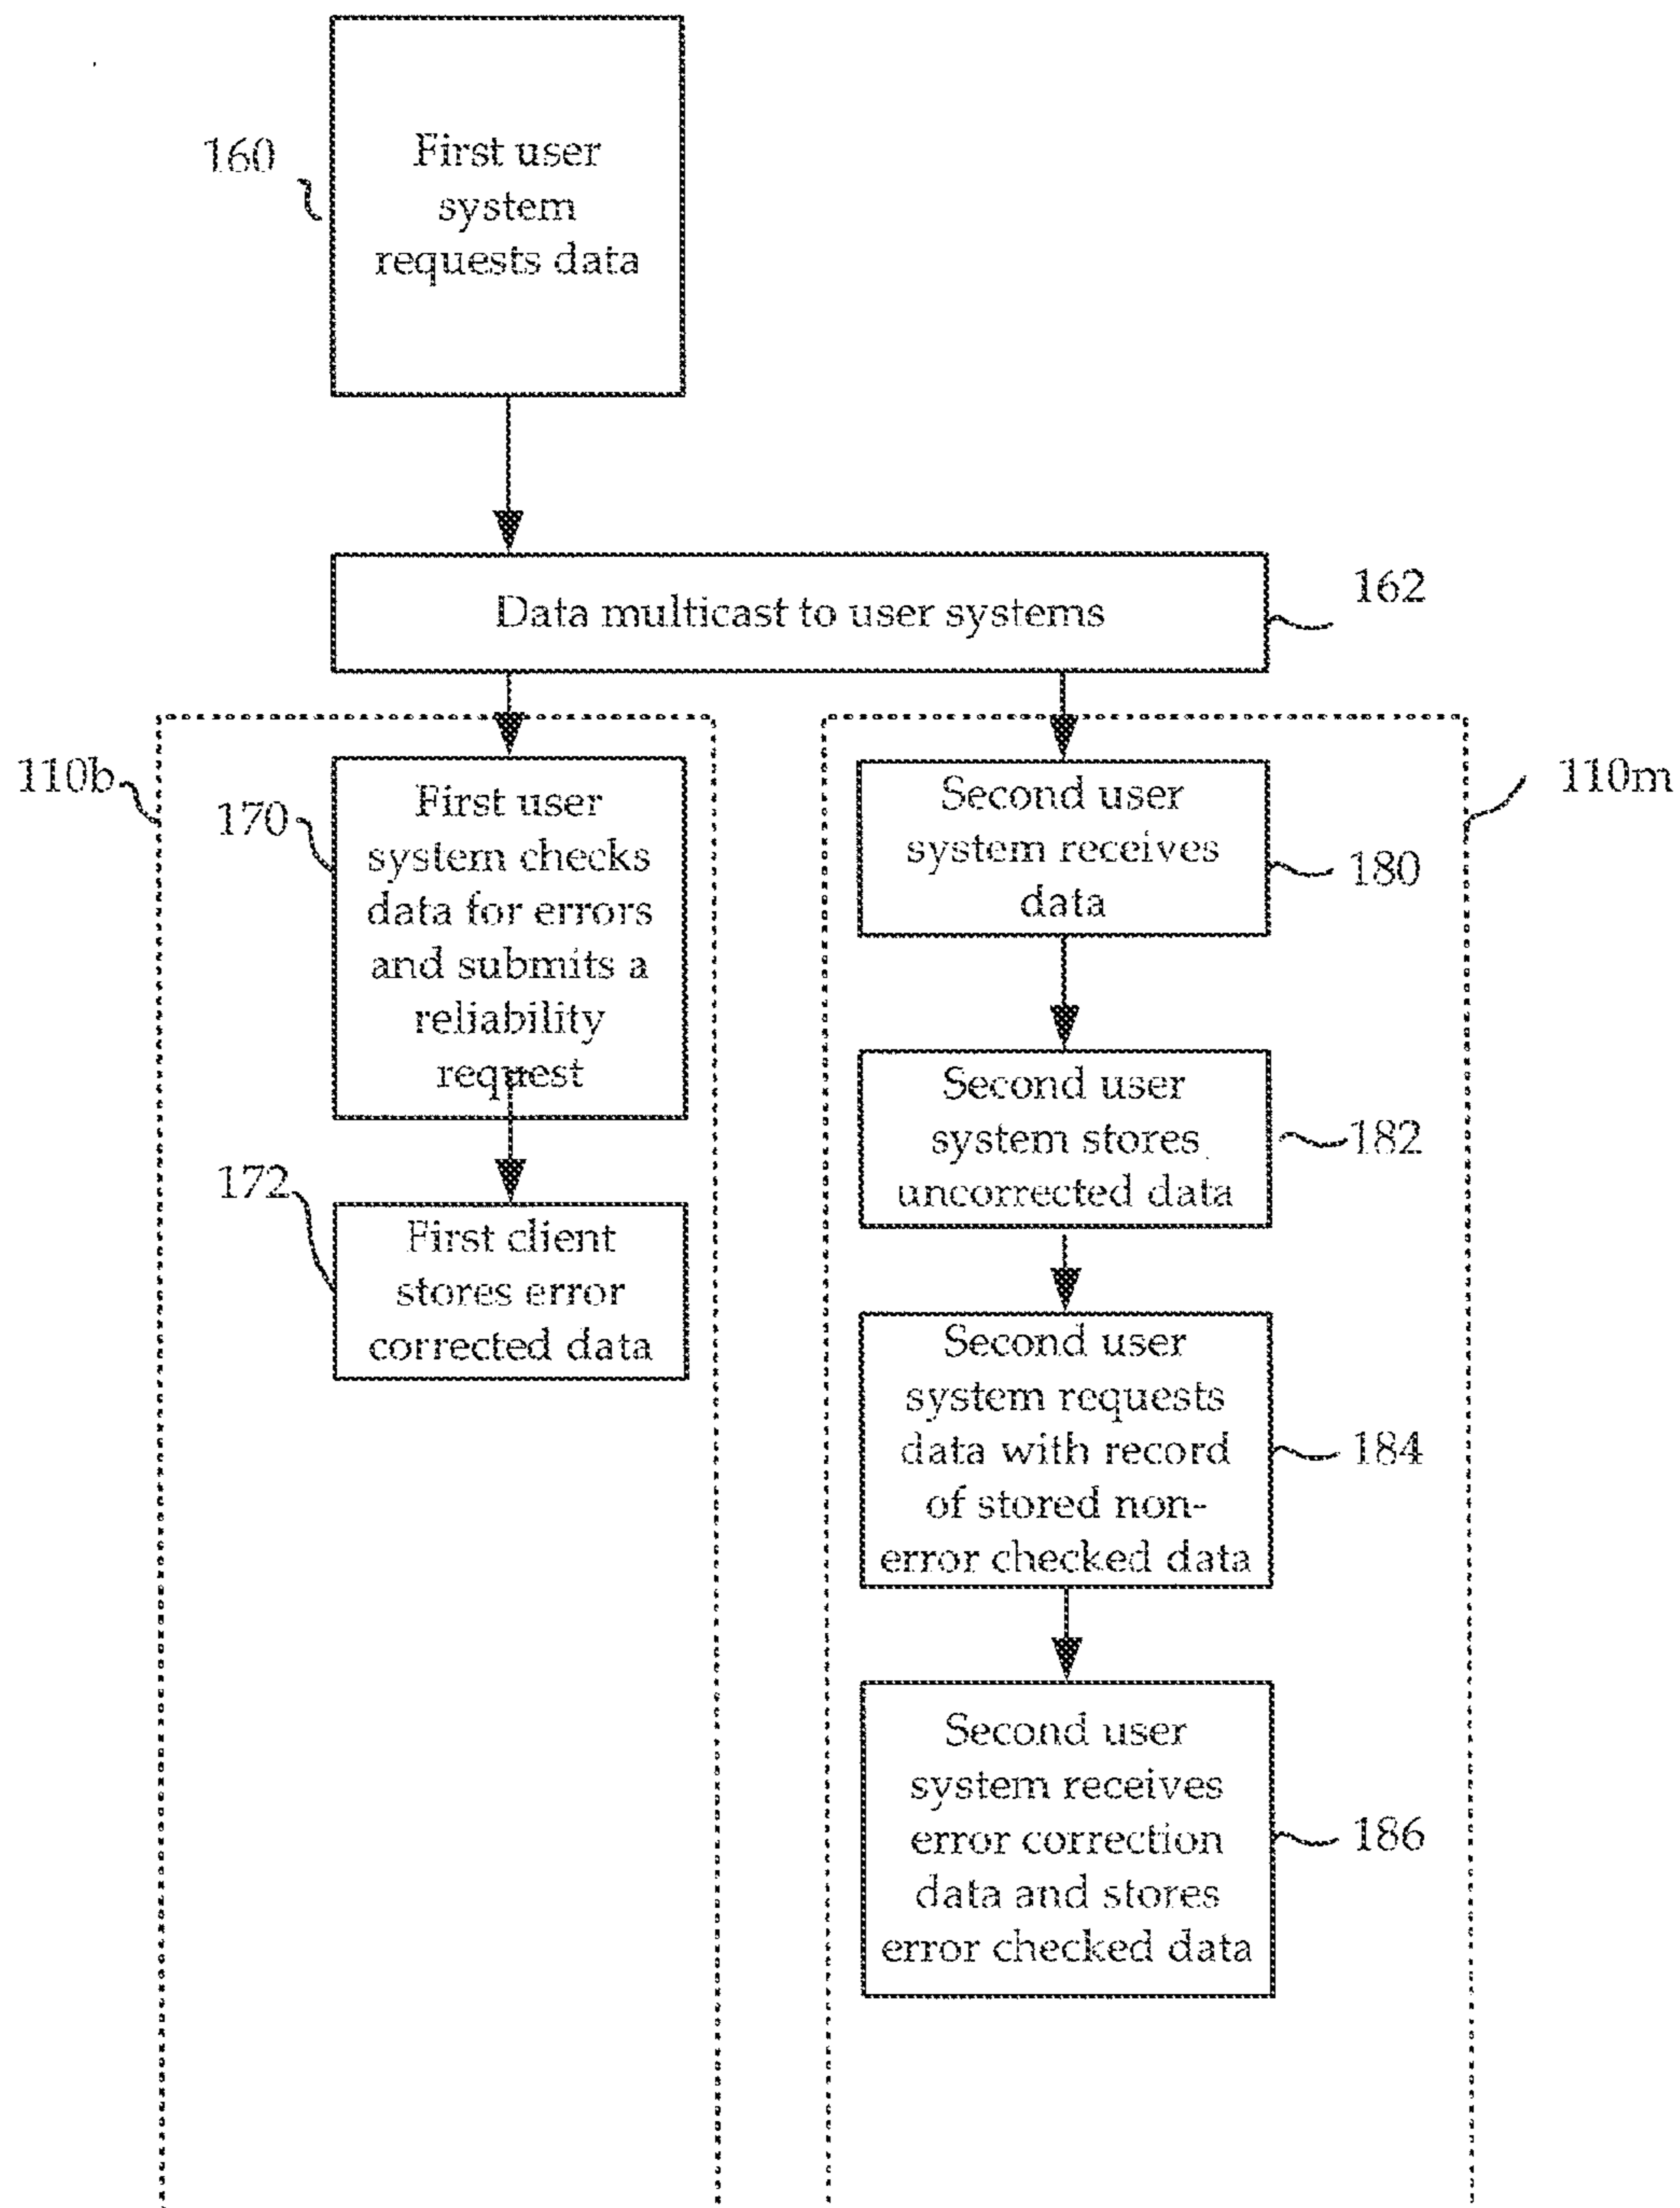 160
First user
system
requests data
Data multicast to user systems
162
110b
170
First user
system checks
data for errors
and submits a
reliability
request
172
First client
stores error
corrected data
110m
Second user
system receives
data
180
Second user
system stores
uncorrected data
182
Second user
system requests
data with record
of stored non-
error checked data
184
Second user
system receives
error correction
data and stores
error checked data
186